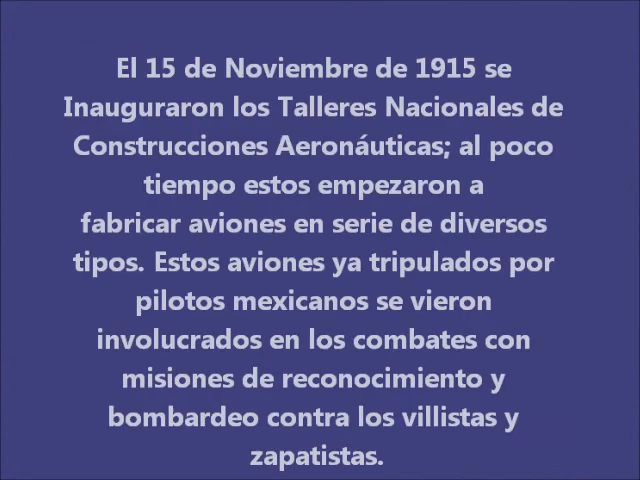 El 15 de Noviembre de 1915 se
Inauguraron los Talleres Nacionales de
Construcciones Aeronáuticas; al poco
tiempo estos empezaron a
fabricar aviones en serie de diversos
tipos. Estos aviones ya tripulados por
pilotos mexicanos se vieron
involucrados en los combates con
misiones de reconocimiento y
bombardeo contra los villistas y
zapatistas.